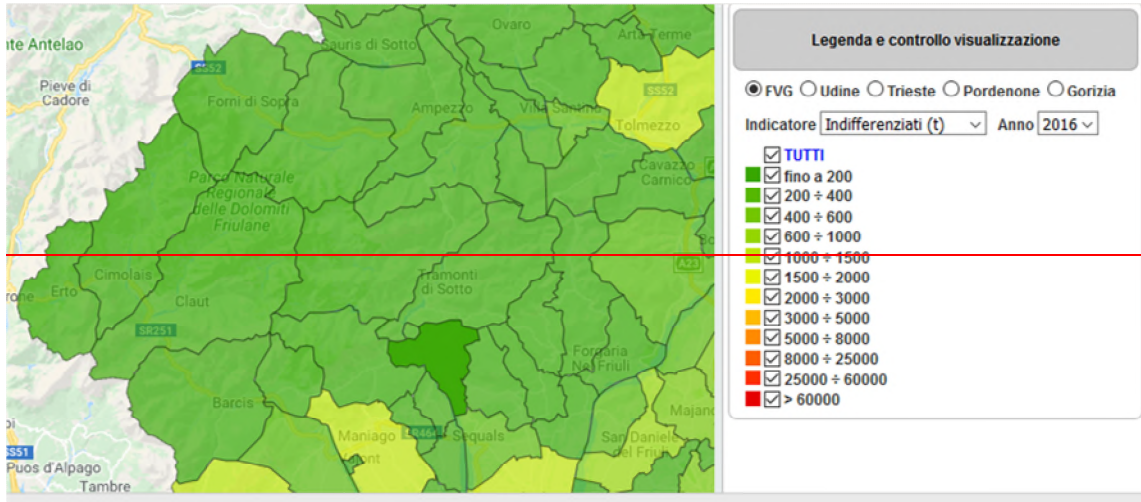 Ovaro
nte Antelao
Sauris di Sotto
Arta Terme
SS52
Pieve di
Cadore
SS52
Forni di Sopra
Ampezzo
Villa Santina
Tolmezzo
Cavazzo
Carnico
Parco Naturale
Regionale
delle Dolomiti
Friulane
Cimolais
Tramonti
di Sotto
A23
Erto
Claut
SR251
Forgaria
Nel Friuli
Barcis
Majano
Maniago
SR464
Sequals
San Daniele
del Friuli
Vajont
SS51
Puos d'Alpago
Tambre
Legenda e controllo visualizzazione
FVG Udine Trieste Pordenone Gorizia
Indicatore Indifferenziati (t) Anno 2016
TUTTI
fino a 200
200 ÷ 400
400 ÷ 600
600 ÷ 1000
1000 ÷ 1500
1500 ÷ 2000
2000 ÷ 3000
3000 ÷ 5000
5000 ÷ 8000
8000 ÷ 25000
25000 ÷ 60000
> 60000